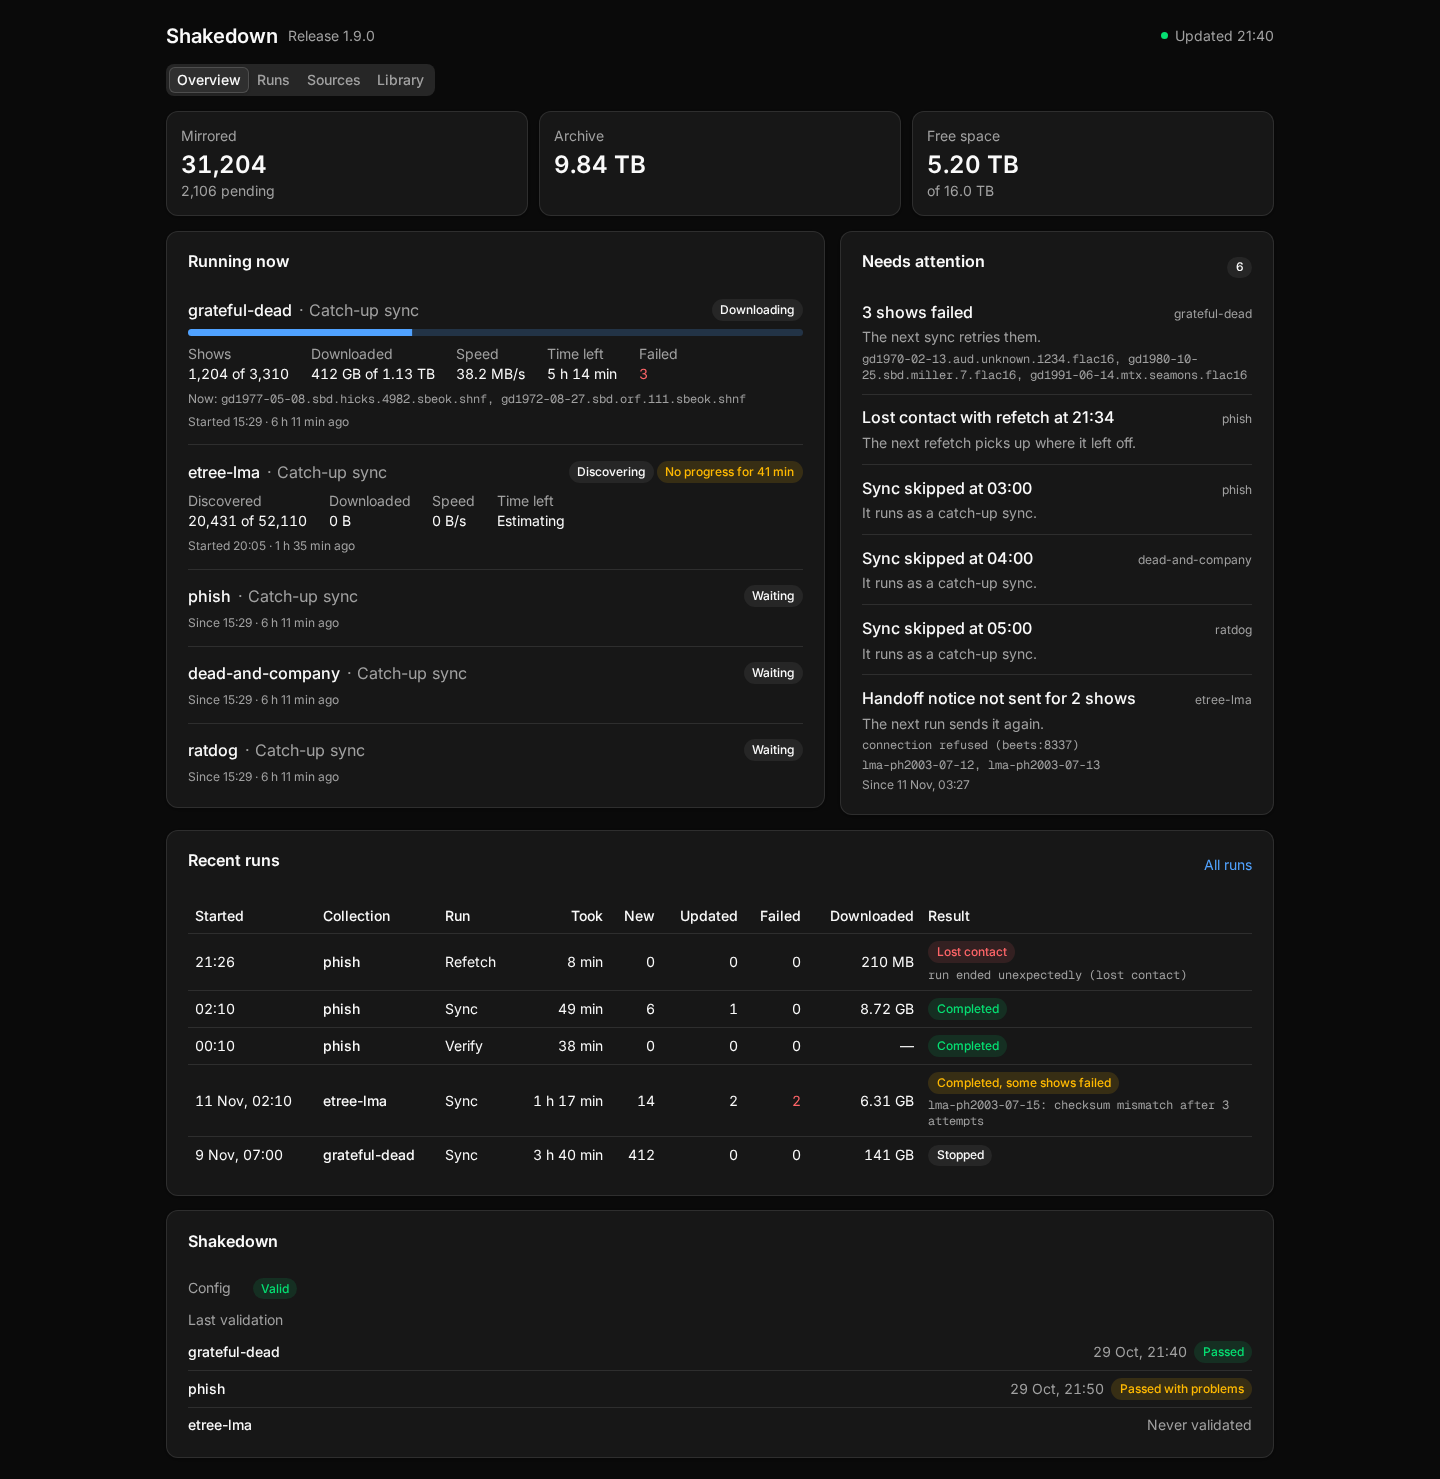 Shakedown Release 1.9.0
Updated 21:40
Overview Runs Sources Library
Mirrored
31,204
2,106 pending
Archive
9.84 TB
Free space
5.20 TB
of 16.0 TB
Running now
grateful-dead · Catch-up sync Downloading
Shows Downloaded Speed Time left Failed
1,204 of 3,310 412 GB of 1.13 TB 38.2 MB/s 5 h 14 min 3
Now: gd1977-05-08.sbd.hicks.4982.sbeok.shnf, gd1972-08-27.sbd.orf.111.sbeok.shnf
Started 15:29 · 6 h 11 min ago
etree-lma · Catch-up sync Discovering No progress for 41 min
Discovered Downloaded Speed Time left
20,431 of 52,110 0 B 0 B/s Estimating
Started 20:05 · 1 h 35 min ago
phish · Catch-up sync Waiting
Since 15:29 · 6 h 11 min ago
dead-and-company · Catch-up sync Waiting
Since 15:29 · 6 h 11 min ago
ratdog · Catch-up sync Waiting
Since 15:29 · 6 h 11 min ago
Needs attention 6
3 shows failed grateful-dead
The next sync retries them.
gd1970-02-13.aud.unknown.1234.flac16, gd1980-10-
25.sbd.miller.7.flac16, gd1991-06-14.mtx.seamons.flac16
Lost contact with refetch at 21:34 phish
The next refetch picks up where it left off.
Sync skipped at 03:00 phish
It runs as a catch-up sync.
Sync skipped at 04:00 dead-and-company
It runs as a catch-up sync.
Sync skipped at 05:00 ratdog
It runs as a catch-up sync.
Handoff notice not sent for 2 shows etree-lma
The next run sends it again.
connection refused (beets:8337)
lma-ph2003-07-12, lma-ph2003-07-13
Since 11 Nov, 03:27
Recent runs All runs
Started Collection Run Took New Updated Failed Downloaded Result
21:26 phish Refetch 8 min 0 0 0 210 MB Lost contact
run ended unexpectedly (lost contact)
02:10 phish Sync 49 min 6 1 0 8.72 GB Completed
00:10 phish Verify 38 min 0 0 0 — Completed
11 Nov, 02:10 etree-lma Sync 1 h 17 min 14 2 2 6.31 GB Completed, some shows failed
lma-ph2003-07-15: checksum mismatch after 3
attempts
9 Nov, 07:00 grateful-dead Sync 3 h 40 min 412 0 0 141 GB Stopped
Shakedown
Config Valid
Last validation
grateful-dead 29 Oct, 21:40 Passed
phish 29 Oct, 21:50 Passed with problems
etree-lma Never validated